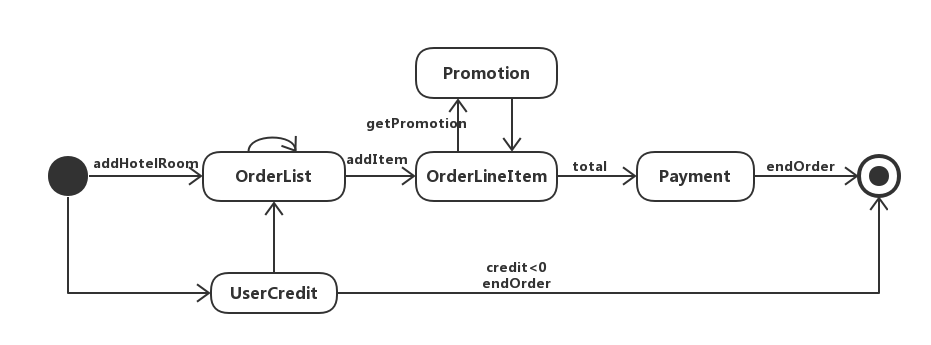 Promotion
getPromotion
addHotelRoom
OrderList
addItem
OrderLineItem
total
Payment
endOrder
UserCredit
credit<0
endOrder